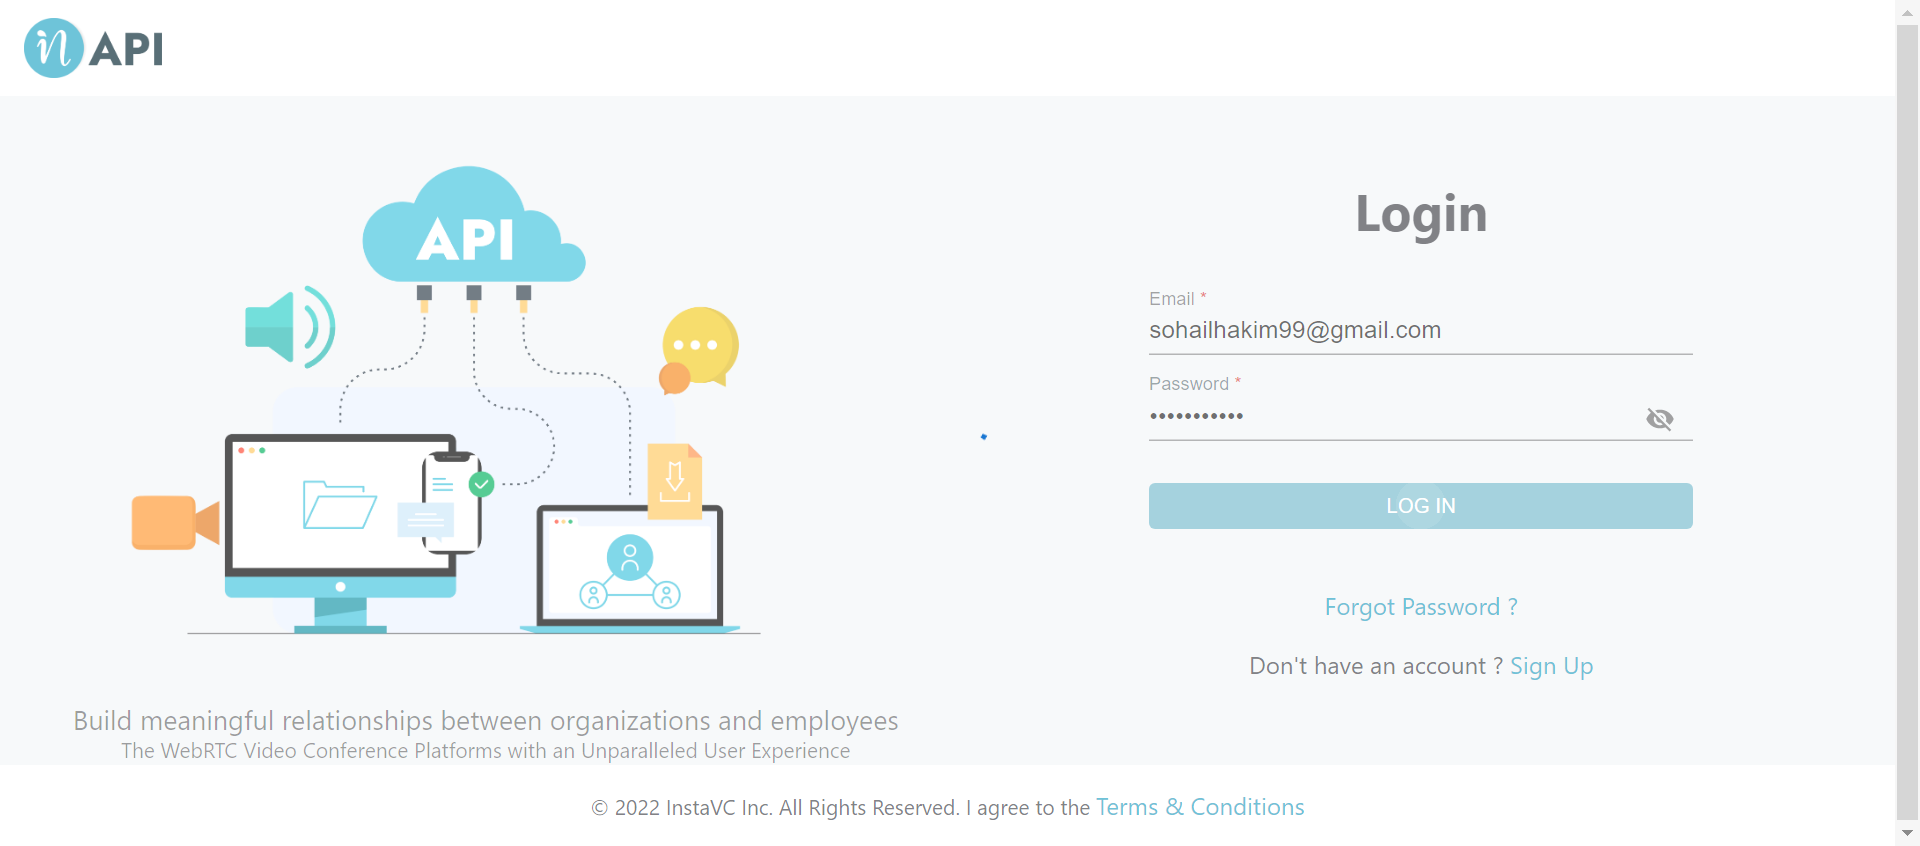 in API
API
Login
Email *
sohailhakim99@gmail.com
Password *
•••••••••••
LOG IN
Forgot Password ?
Don't have an account ? Sign Up
Build meaningful relationships between organizations and employees
The WebRTC Video Conference Platforms with an Unparalleled User Experience
© 2022 InstaVC Inc. All Rights Reserved. I agree to the Terms & Conditions